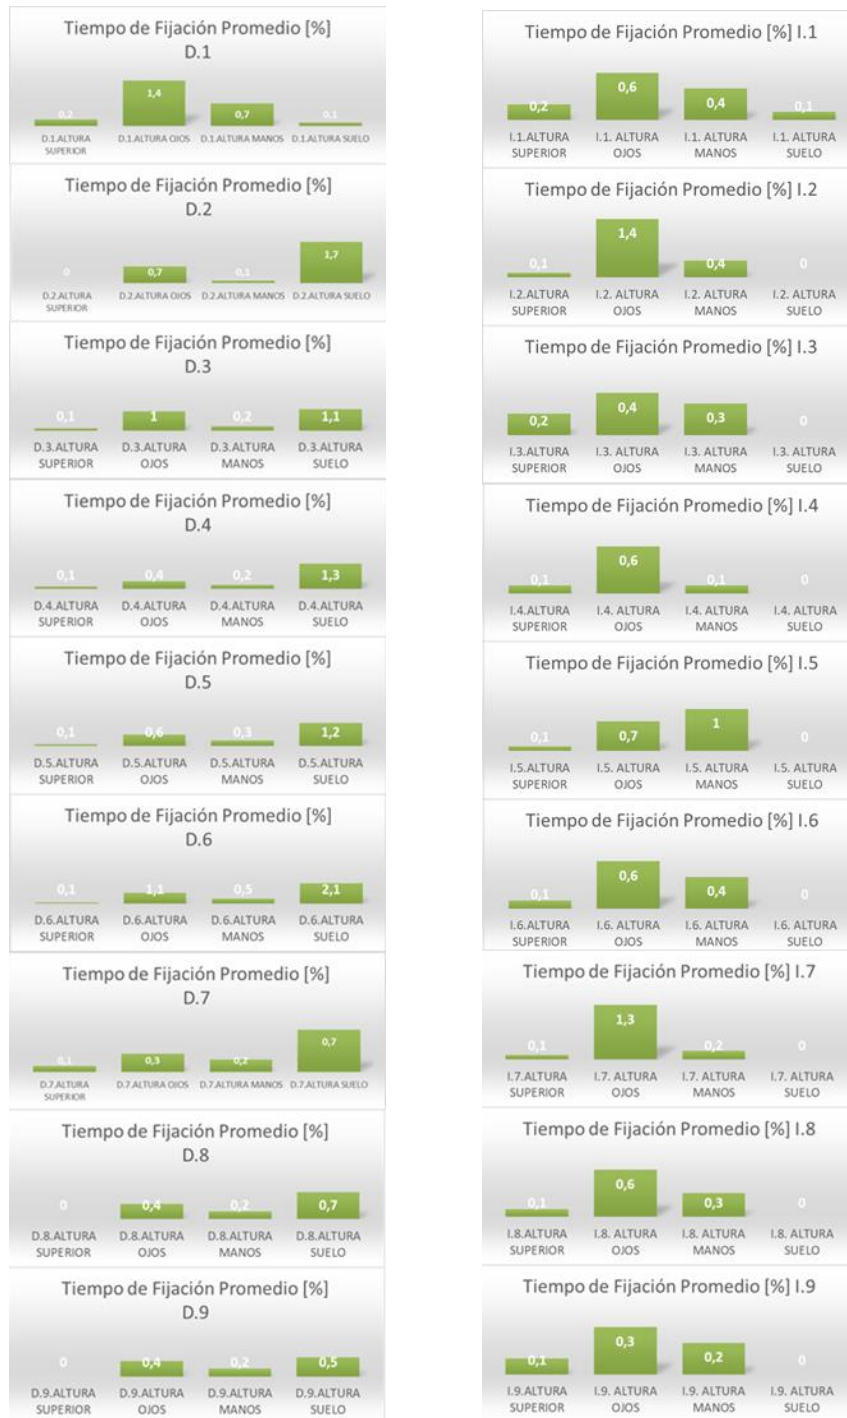 Tiempo de Fijación Promedio [%]
D.1
0,2
1,4
0,7
0,1
D.1.ALTURA SUPERIOR
D.1.ALTURA OJOS
D.1.ALTURA MANOS
D.1.ALTURA SUELO
Tiempo de Fijación Promedio [%]
D.2
0
0,7
0,1
1,7
D.2.ALTURA SUPERIOR
D.2.ALTURA OJOS
D.2.ALTURA MANOS
D.2.ALTURA SUELO
Tiempo de Fijación Promedio [%]
D.3
0,1
1
0,2
1,1
D.3.ALTURA SUPERIOR
D.3.ALTURA OJOS
D.3.ALTURA MANOS
D.3.ALTURA SUELO
Tiempo de Fijación Promedio [%]
D.4
0,1
0,4
0,2
1,3
D.4.ALTURA SUPERIOR
D.4.ALTURA OJOS
D.4.ALTURA MANOS
D.4.ALTURA SUELO
Tiempo de Fijación Promedio [%]
D.5
0,1
0,6
0,3
1,2
D.5.ALTURA SUPERIOR
D.5.ALTURA OJOS
D.5.ALTURA MANOS
D.5.ALTURA SUELO
Tiempo de Fijación Promedio [%]
D.6
0,1
1,1
0,5
2,1
D.6.ALTURA SUPERIOR
D.6.ALTURA OJOS
D.6.ALTURA MANOS
D.6.ALTURA SUELO
Tiempo de Fijación Promedio [%]
D.7
0,1
0,3
0,2
0,7
D.7.ALTURA SUPERIOR
D.7.ALTURA OJOS
D.7.ALTURA MANOS
D.7.ALTURA SUELO
Tiempo de Fijación Promedio [%]
D.8
0
0,4
0,2
0,7
D.8.ALTURA SUPERIOR
D.8.ALTURA OJOS
D.8.ALTURA MANOS
D.8.ALTURA SUELO
Tiempo de Fijación Promedio [%]
D.9
0
0,4
0,2
0,5
D.9.ALTURA SUPERIOR
D.9.ALTURA OJOS
D.9.ALTURA MANOS
D.9.ALTURA SUELO
Tiempo de Fijación Promedio [%] I.1
0,2
0,6
0,4
0,1
I.1.ALTURA SUPERIOR
I.1. ALTURA OJOS
I.1. ALTURA MANOS
I.1. ALTURA SUELO
Tiempo de Fijación Promedio [%] I.2
0,1
1,4
0,4
0
I.2.ALTURA SUPERIOR
I.2. ALTURA OJOS
I.2. ALTURA MANOS
I.2. ALTURA SUELO
Tiempo de Fijación Promedio [%] I.3
0,2
0,4
0,3
0
I.3.ALTURA SUPERIOR
I.3. ALTURA OJOS
I.3. ALTURA MANOS
I.3. ALTURA SUELO
Tiempo de Fijación Promedio [%] I.4
0,1
0,6
0,1
0
I.4.ALTURA SUPERIOR
I.4. ALTURA OJOS
I.4. ALTURA MANOS
I.4. ALTURA SUELO
Tiempo de Fijación Promedio [%] I.5
0,1
0,7
1
0
I.5.ALTURA SUPERIOR
I.5. ALTURA OJOS
I.5. ALTURA MANOS
I.5. ALTURA SUELO
Tiempo de Fijación Promedio [%] I.6
0,1
0,6
0,4
0
I.6.ALTURA SUPERIOR
I.6. ALTURA OJOS
I.6. ALTURA MANOS
I.6. ALTURA SUELO
Tiempo de Fijación Promedio [%] I.7
0,1
1,3
0,2
0
I.7.ALTURA SUPERIOR
I.7. ALTURA OJOS
I.7. ALTURA MANOS
I.7. ALTURA SUELO
Tiempo de Fijación Promedio [%] I.8
0,1
0,6
0,3
0
I.8.ALTURA SUPERIOR
I.8. ALTURA OJOS
I.8. ALTURA MANOS
I.8. ALTURA SUELO
Tiempo de Fijación Promedio [%] I.9
0,1
0,3
0,2
0
I.9.ALTURA SUPERIOR
I.9. ALTURA OJOS
I.9. ALTURA MANOS
I.9. ALTURA SUELO